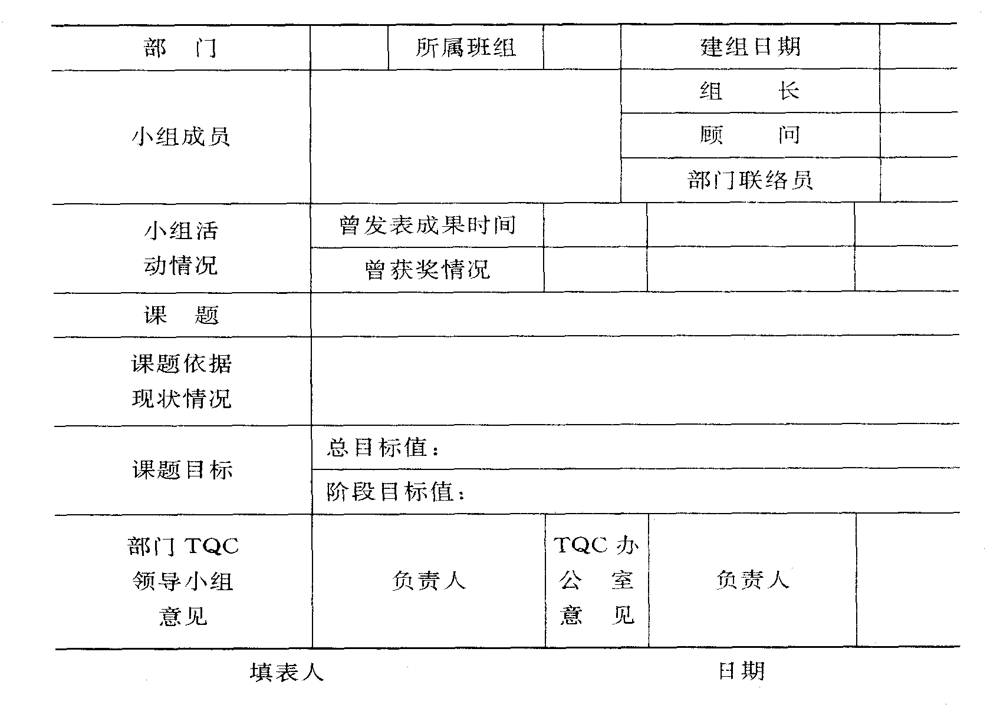 部 门 所属班组 建组日期
组 长
小组成员 顾 问
部门联络员
小组活 曾发表成果时间
动情况 曾获奖情况
课 题
课题依据
现状情况
总目标值：
课题目标
阶段目标值：
部门 TQC
领导小组
意见
负责人
TQC 办
公 室
意 见
负责人
填表人 日期